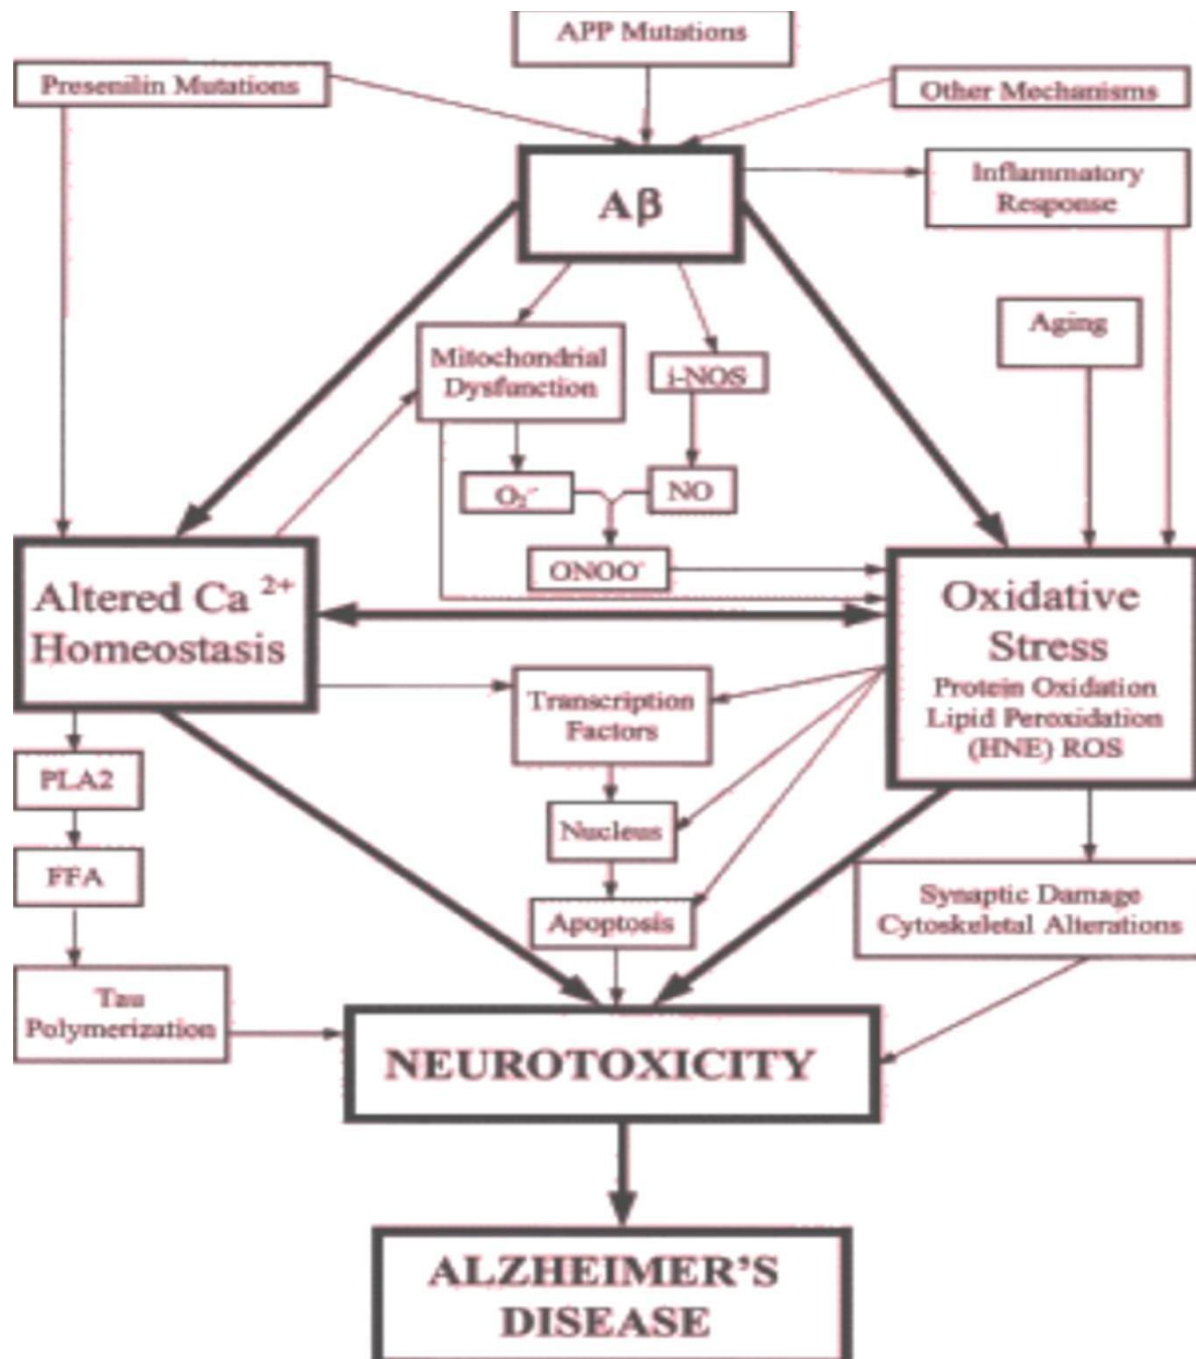 APP Mutations
Presenilin Mutations
Other Mechanisms
Inflammatory
Response
Aβ
Aging
Mitochondrial
Dysfunction
i-NOS
O₂·⁻
NO
ONOO⁻
Altered Ca ²⁺
Homeostasis
Oxidative
Stress
Protein Oxidation
Lipid Peroxidation
(HNE) ROS
Transcription
Factors
PLA2
Nucleus
FFA
Apoptosis
Synaptic Damage
Cytoskeletal Alterations
Tau
Polymerization
NEUROTOXICITY
ALZHEIMER'S
DISEASE